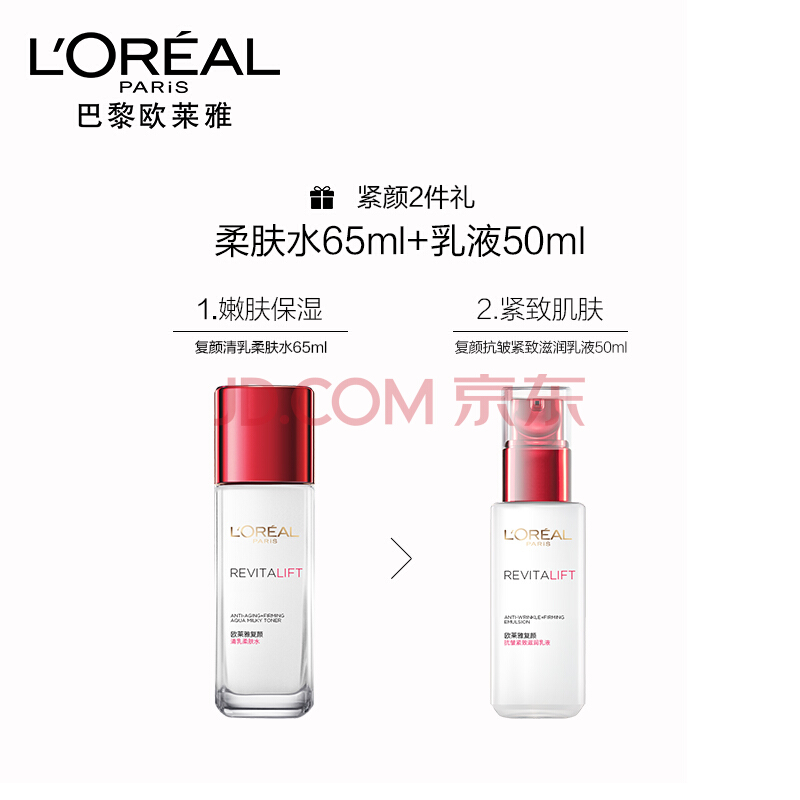 L'ORÉAL
PARIS
巴黎欧莱雅
紧颜2件礼
柔肤水65ml+乳液50ml
1.嫩肤保湿
2.紧致肌肤
复颜清乳柔肤水65ml
复颜抗皱紧致滋润乳液50ml
JD.COM 京东
L'ORÉAL
PARIS
REVITALIFT
ANTI-AGING+FIRMING
AQUA MILKY TONER
欧莱雅复颜
清乳柔肤水
L'ORÉAL
PARIS
REVITALIFT
ANTI-WRINKLE+FIRMING
EMULSION
欧莱雅复颜
抗皱紧致滋润乳液